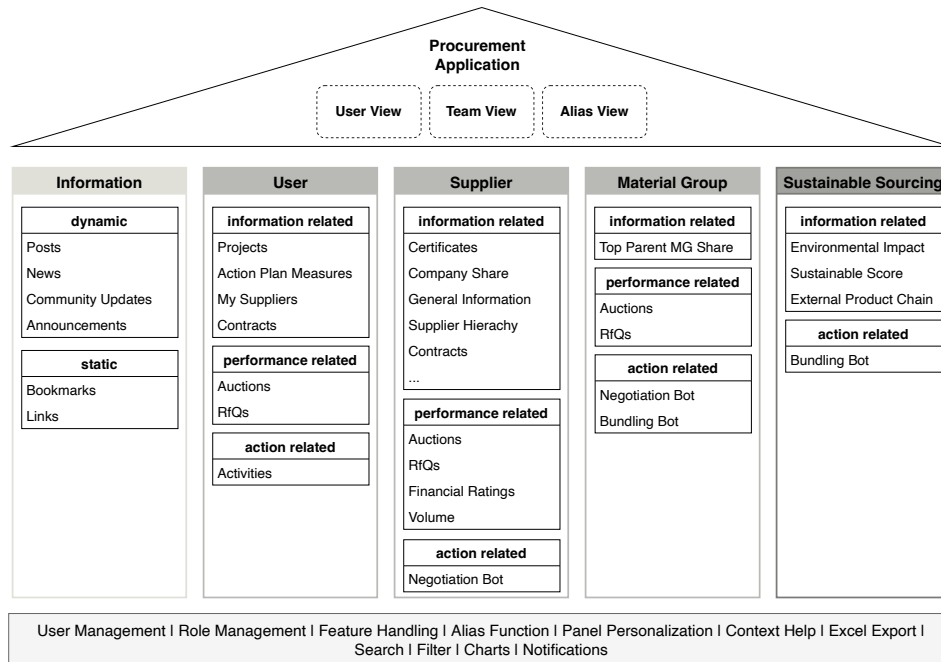 Procurement
Application
User View
Team View
Alias View
Information
dynamic
Posts
News
Community Updates
Announcements
static
Bookmarks
Links
User
information related
Projects
Action Plan Measures
My Suppliers
Contracts
performance related
Auctions
RfQs
action related
Activities
Supplier
information related
Certificates
Company Share
General Information
Supplier Hierachy
Contracts
...
performance related
Auctions
RfQs
Financial Ratings
Volume
action related
Negotiation Bot
Material Group
information related
Top Parent MG Share
performance related
Auctions
RfQs
action related
Negotiation Bot
Bundling Bot
Sustainable Sourcing
information related
Environmental Impact
Sustainable Score
External Product Chain
action related
Bundling Bot
User Management | Role Management | Feature Handling | Alias Function | Panel Personalization | Context Help | Excel Export |
Search | Filter | Charts | Notifications